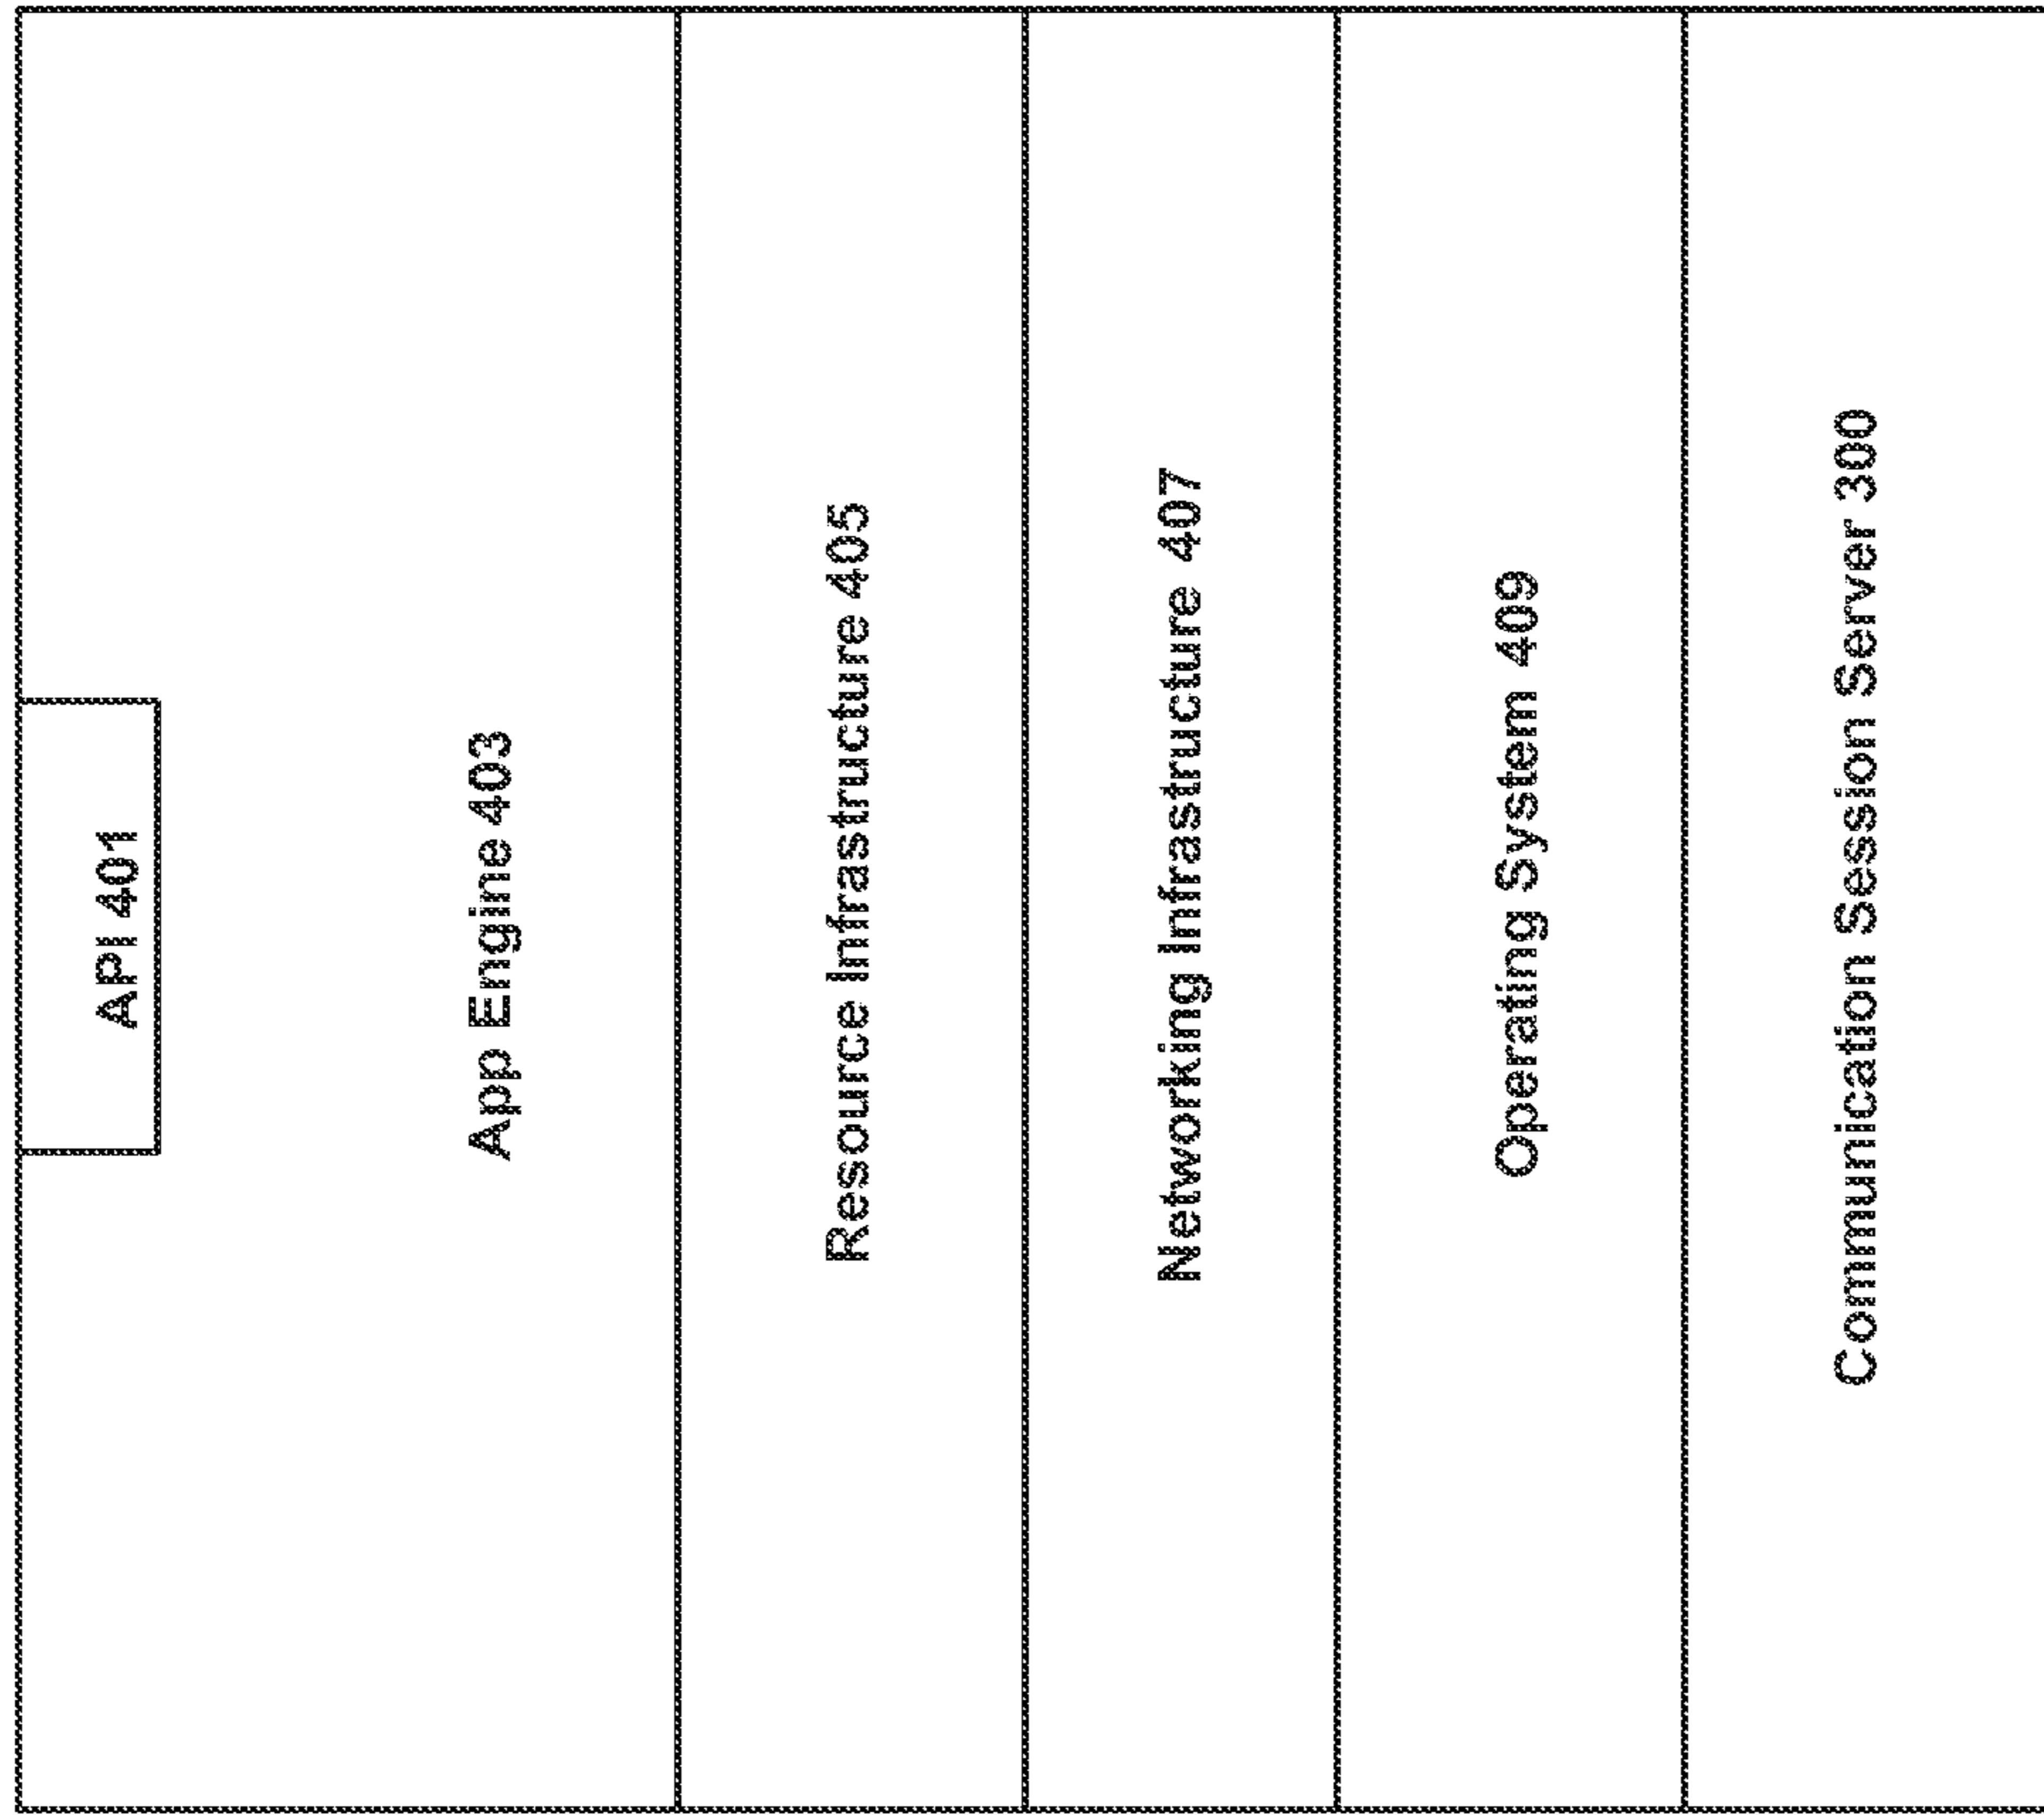 API 401
App Engine 403
Resource Infrastructure 405
Networking Infrastructure 407
Operating System 409
Communication Session Server 300